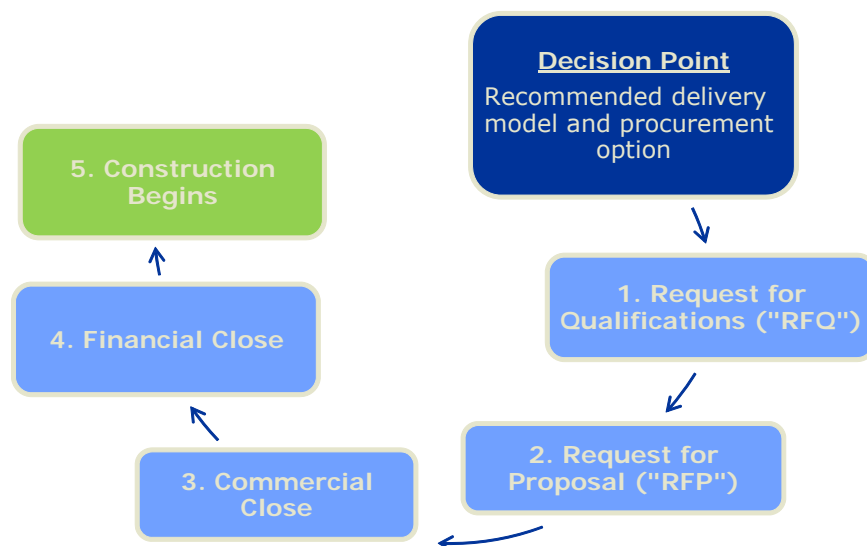 Decision Point
Recommended delivery
model and procurement
option
1. Request for
Qualifications ("RFQ")
2. Request for
Proposal ("RFP")
3. Commercial
Close
4. Financial Close
5. Construction
Begins